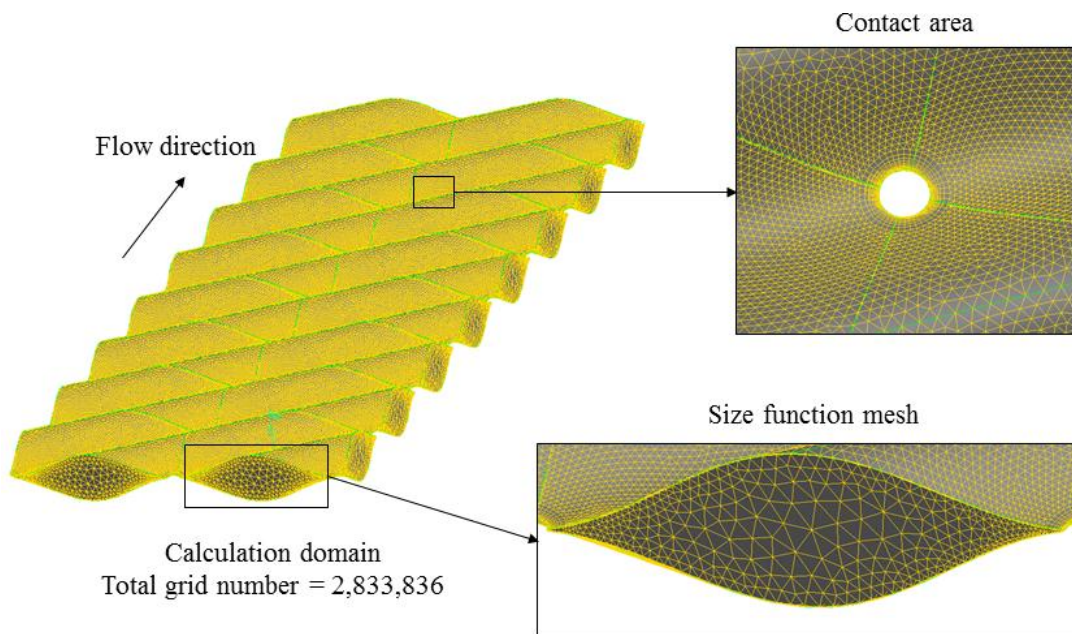 Contact area
Flow direction
Size function mesh
Calculation domain
Total grid number = 2,833,836